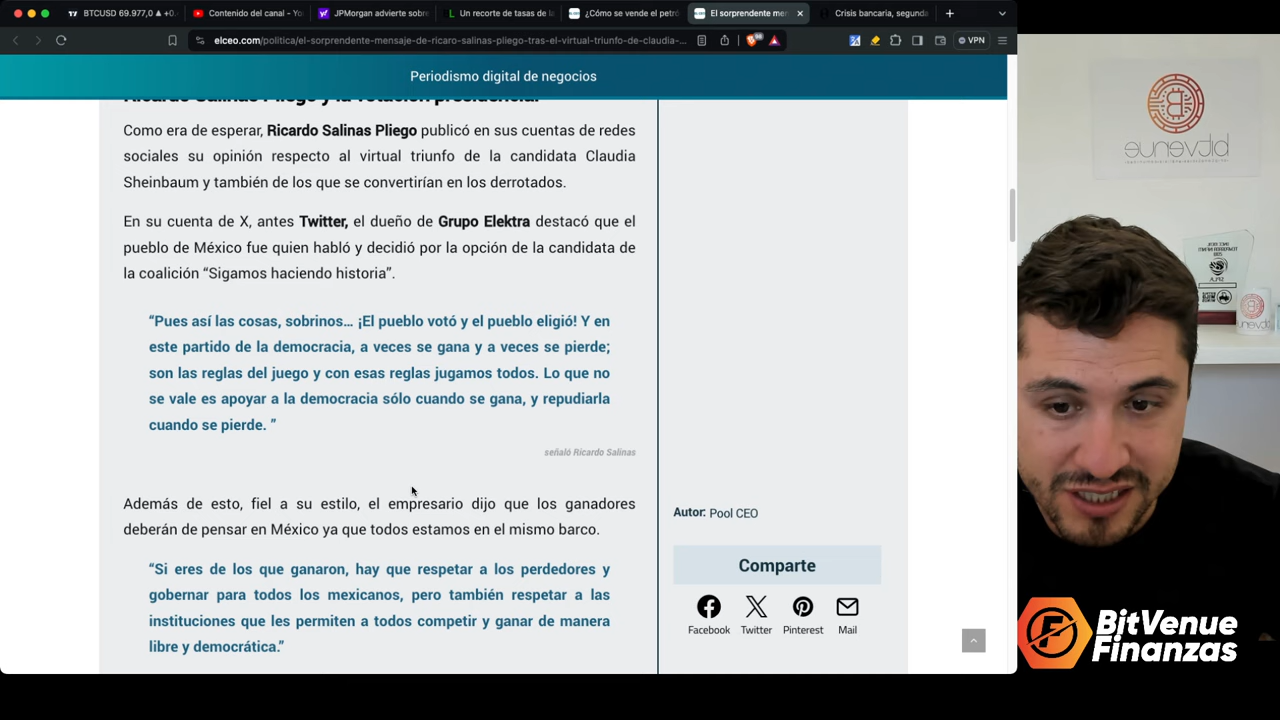 BTCUSD 69.977,0 ▲ +0.
Contenido del canal - Yo
JPMorgan advierte sobre
Un recorte de tasas de la
¿Cómo se vende el petró
El sorprendente me
Crisis bancaria, segunda
elceo.com/politica/el-sorprendente-mensaje-de-ricaro-salinas-pliego-tras-el-virtual-triunfo-de-claudia-...
VPN
Periodismo digital de negocios
Ricardo Salinas Pliego y la votación presidencial
Como era de esperar, Ricardo Salinas Pliego publicó en sus cuentas de redes
sociales su opinión respecto al virtual triunfo de la candidata Claudia
Sheinbaum y también de los que se convertirían en los derrotados.
En su cuenta de X, antes Twitter, el dueño de Grupo Elektra destacó que el
pueblo de México fue quien habló y decidió por la opción de la candidata de
la coalición “Sigamos haciendo historia”.
“Pues así las cosas, sobrinos… ¡El pueblo votó y el pueblo eligió! Y en
este partido de la democracia, a veces se gana y a veces se pierde;
son las reglas del juego y con esas reglas jugamos todos. Lo que no
se vale es apoyar a la democracia sólo cuando se gana, y repudiarla
cuando se pierde. ”
señaló Ricardo Salinas
Además de esto, fiel a su estilo, el empresario dijo que los ganadores
deberán de pensar en México ya que todos estamos en el mismo barco.
“Si eres de los que ganaron, hay que respetar a los perdedores y
gobernar para todos los mexicanos, pero también respetar a las
instituciones que les permiten a todos competir y ganar de manera
libre y democrática.”
Autor: Pool CEO
Comparte
Facebook
Twitter
Pinterest
Mail
bitvenue
BitVenue
Finanzas